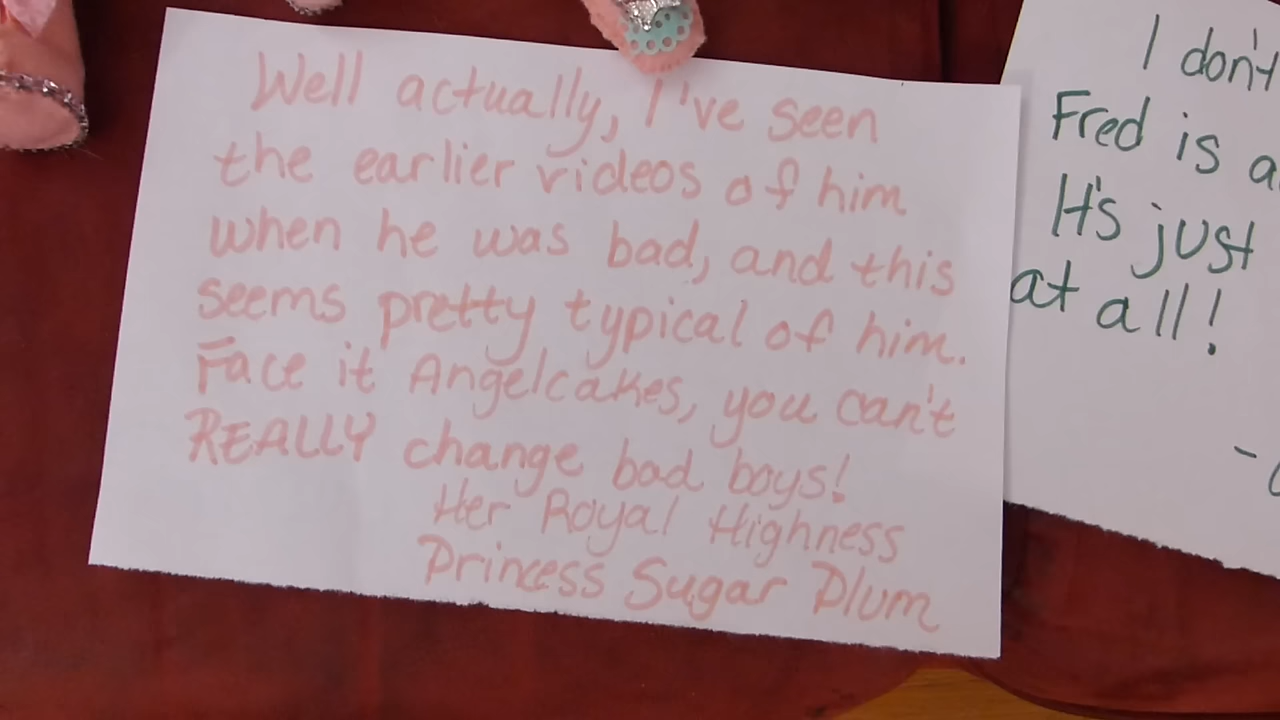 Well actually, I've seen
the earlier videos of him
when he was bad, and this
seems pretty typical of him.
Face it Angelcakes, you can't
REALLY change bad boys!
Her Royal Highness
Princess Sugar Plum
I don't
Fred is a
It's just
at all!
-